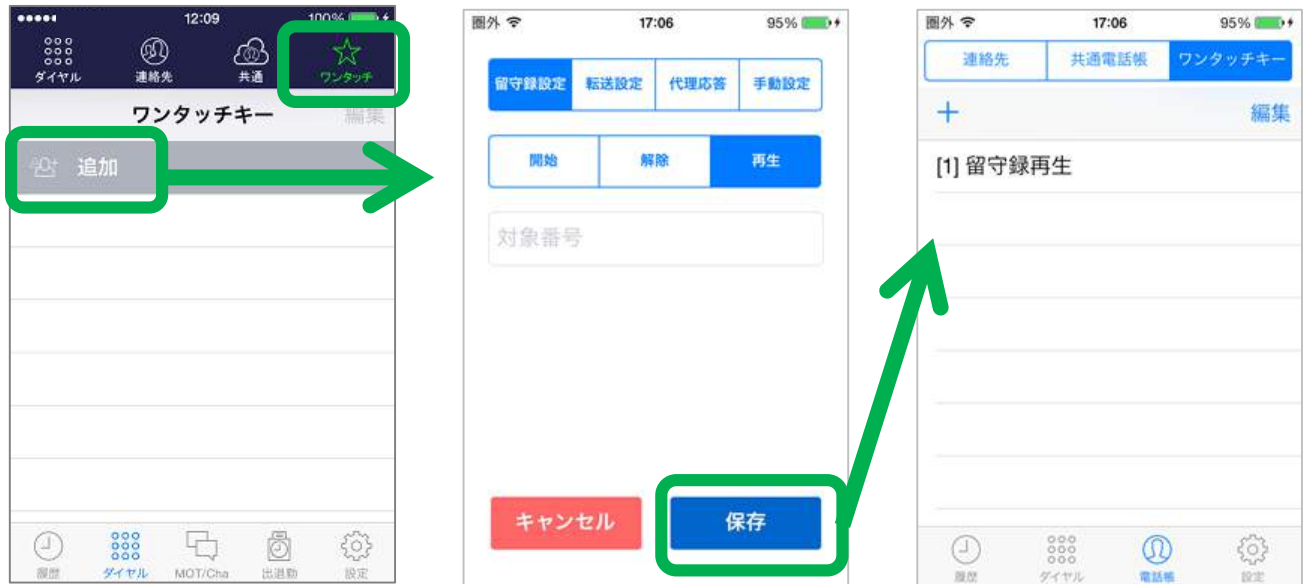 12:09
100%
ダイヤル
連絡先
共通
ワンタッチ
ワンタッチキー
編集
追加
履歴
ダイヤル
MOT/Cha
出退勤
設定
圏外
17:06
95%
留守録設定
転送設定
代理応答
手動設定
開始
解除
再生
対象番号
キャンセル
保存
圏外
17:06
95%
連絡先
共通電話帳
ワンタッチキー
+
編集
[1] 留守録再生
履歴
ダイヤル
電話帳
設定